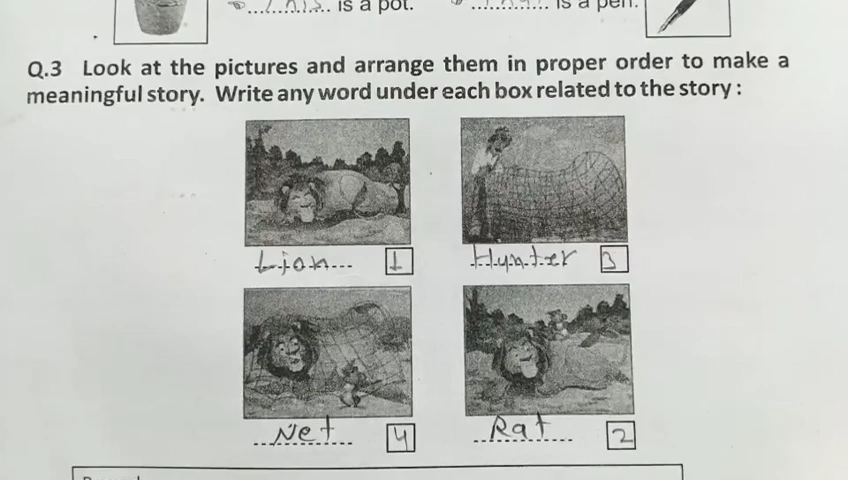 This is a pot.
is a pen.
Q.3 Look at the pictures and arrange them in proper order to make a
meaningful story. Write any word under each box related to the story :
Lion 1
Hunter 3
Net 4
Rat 2